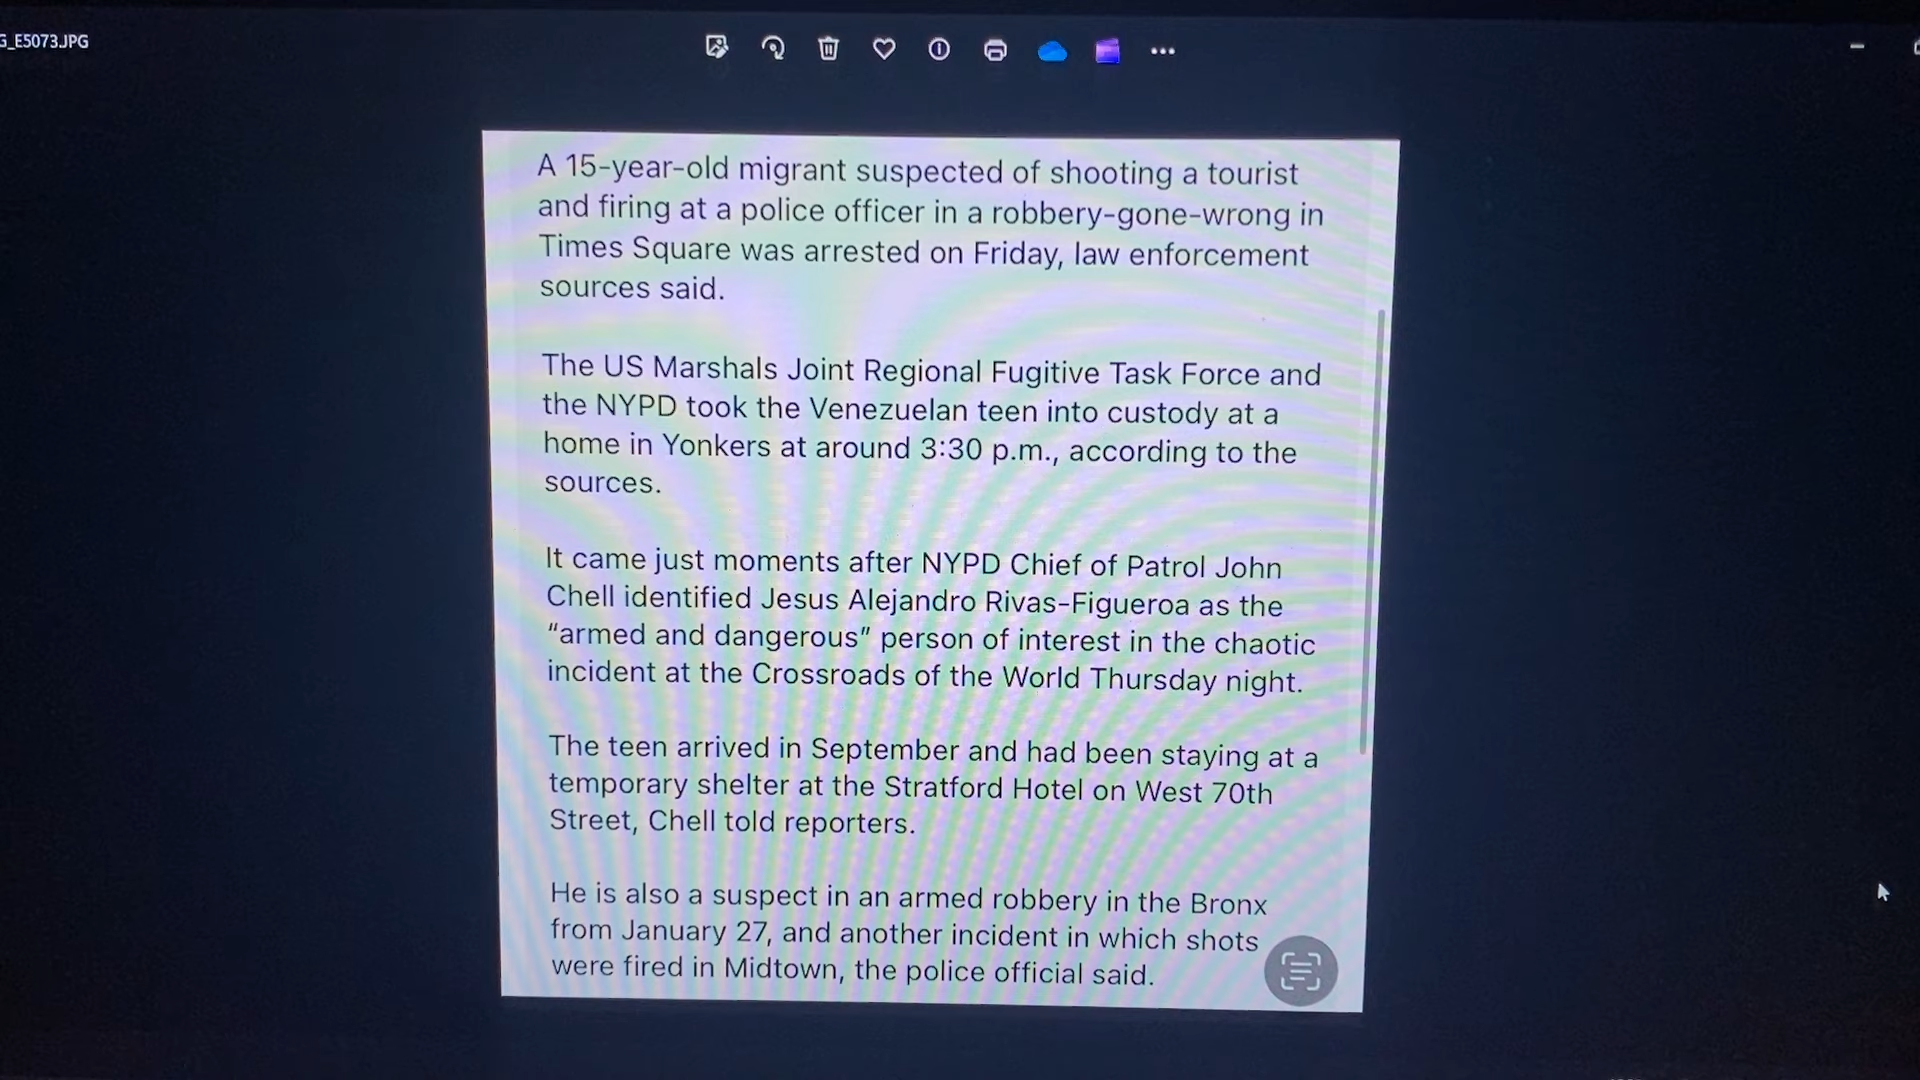 G_E5073.JPG
A 15-year-old migrant suspected of shooting a tourist
and firing at a police officer in a robbery-gone-wrong in
Times Square was arrested on Friday, law enforcement
sources said.
The US Marshals Joint Regional Fugitive Task Force and
the NYPD took the Venezuelan teen into custody at a
home in Yonkers at around 3:30 p.m., according to the
sources.
It came just moments after NYPD Chief of Patrol John
Chell identified Jesus Alejandro Rivas-Figueroa as the
“armed and dangerous” person of interest in the chaotic
incident at the Crossroads of the World Thursday night.
The teen arrived in September and had been staying at a
temporary shelter at the Stratford Hotel on West 70th
Street, Chell told reporters.
He is also a suspect in an armed robbery in the Bronx
from January 27, and another incident in which shots
were fired in Midtown, the police official said.